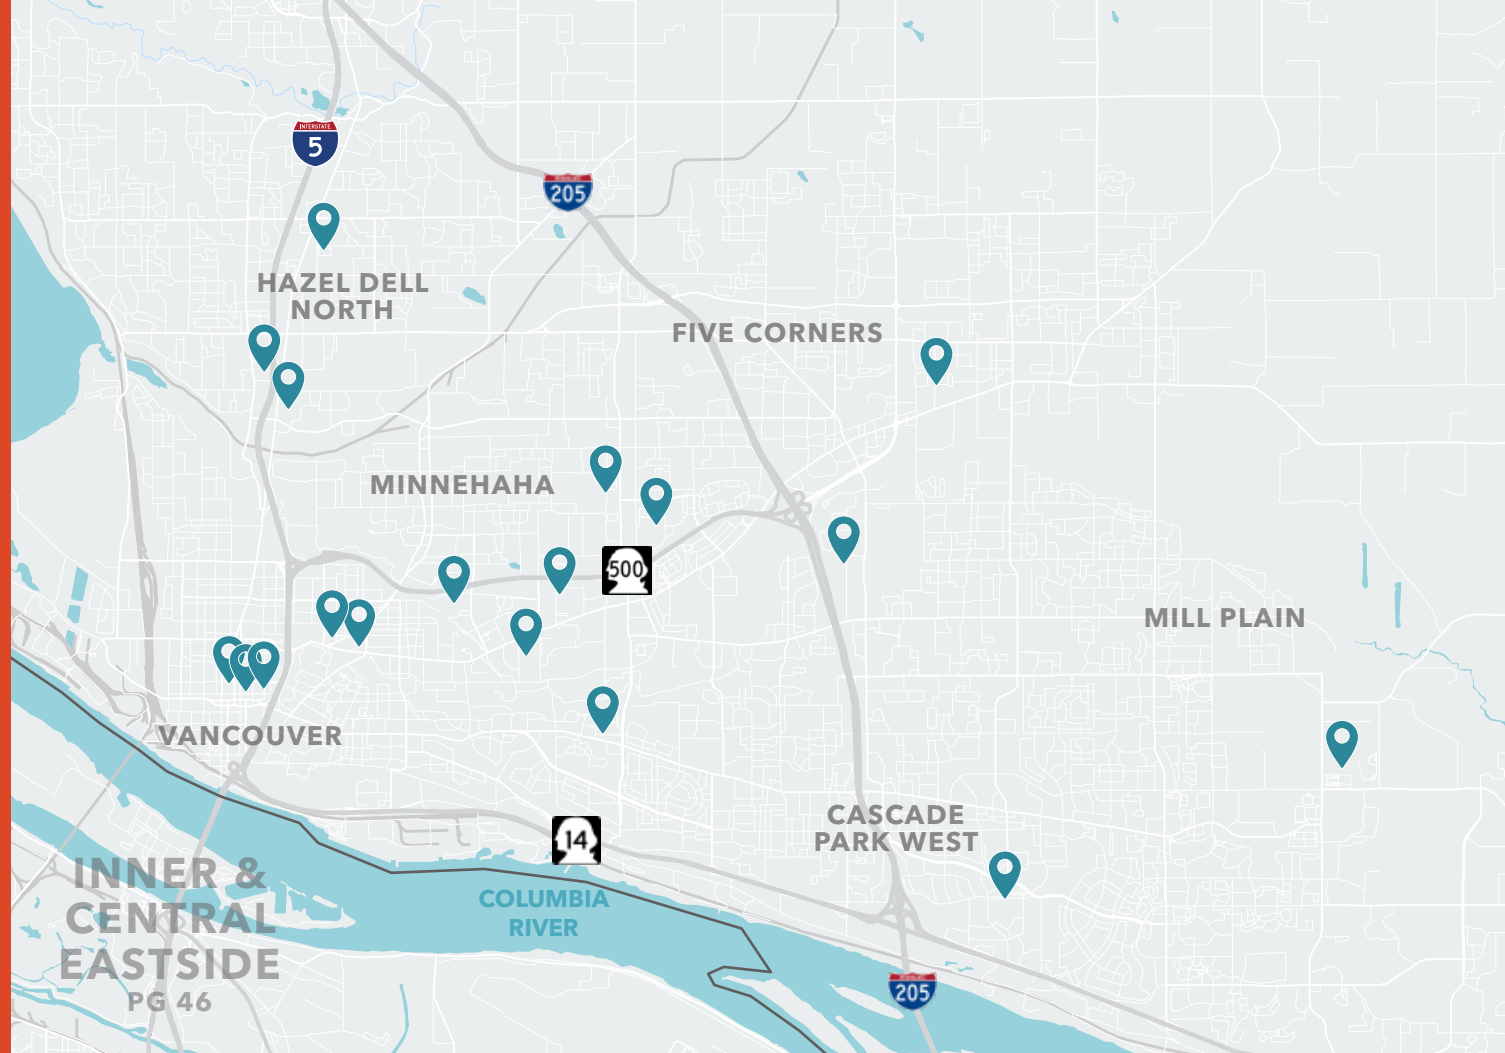 INTERSTATE
5
205
HAZEL DELL
NORTH
FIVE CORNERS
MINNEHAHA
500
MILL PLAIN
VANCOUVER
CASCADE
PARK WEST
14
INNER &
CENTRAL
EASTSIDE
PG 46
COLUMBIA
RIVER
205